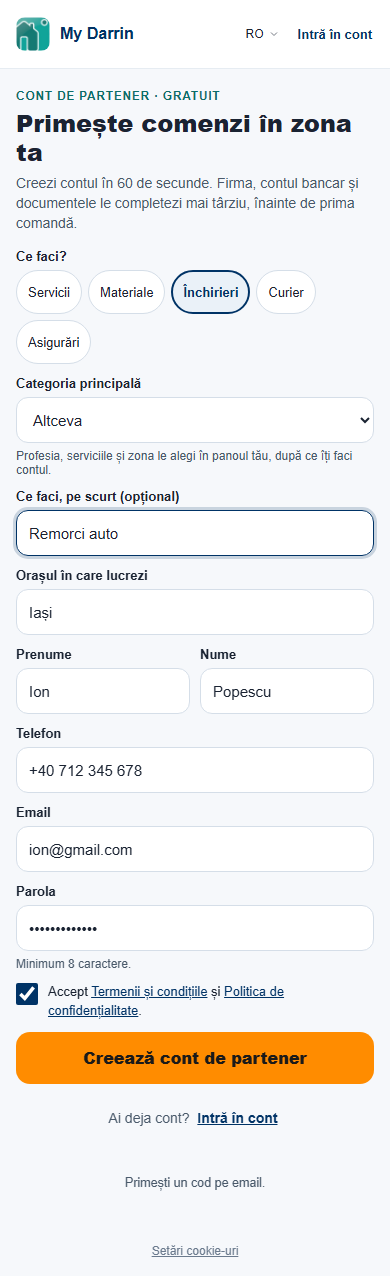 My Darrin
RO
Intră în cont
CONT DE PARTENER · GRATUIT
Primește comenzi în zona
ta
Creezi contul în 60 de secunde. Firma, contul bancar și
documentele le completezi mai târziu, înainte de prima
comandă.
Ce faci?
Servicii
Materiale
Închirieri
Curier
Asigurări
Categoria principală
Altceva
Profesia, serviciile și zona le alegi în panoul tău, după ce îți faci
contul.
Ce faci, pe scurt (opțional)
Remorci auto
Orașul în care lucrezi
Iași
Prenume
Nume
Ion
Popescu
Telefon
+40 712 345 678
Email
ion@gmail.com
Parola
•••••••••••••
Minimum 8 caractere.
Accept Termenii și condițiile și Politica de
confidențialitate.
Creează cont de partener
Ai deja cont? Intră în cont
Primești un cod pe email.
Setări cookie-uri